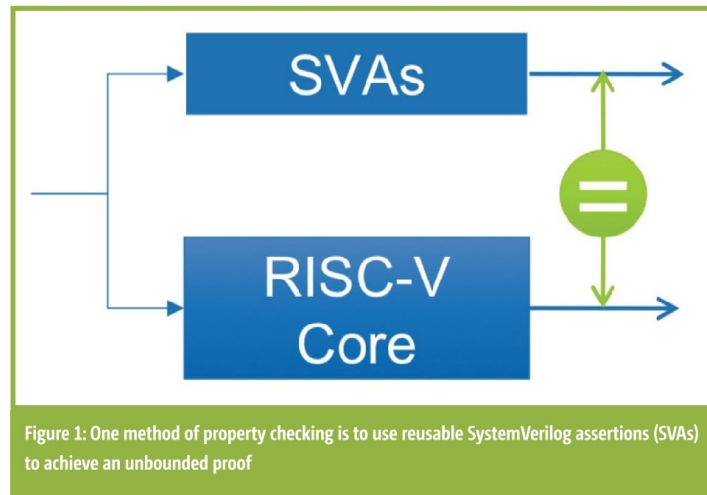 SVAs
=
RISC-V
Core
Figure 1: One method of property checking is to use reusable SystemVerilog assertions (SVAs)
to achieve an unbounded proof